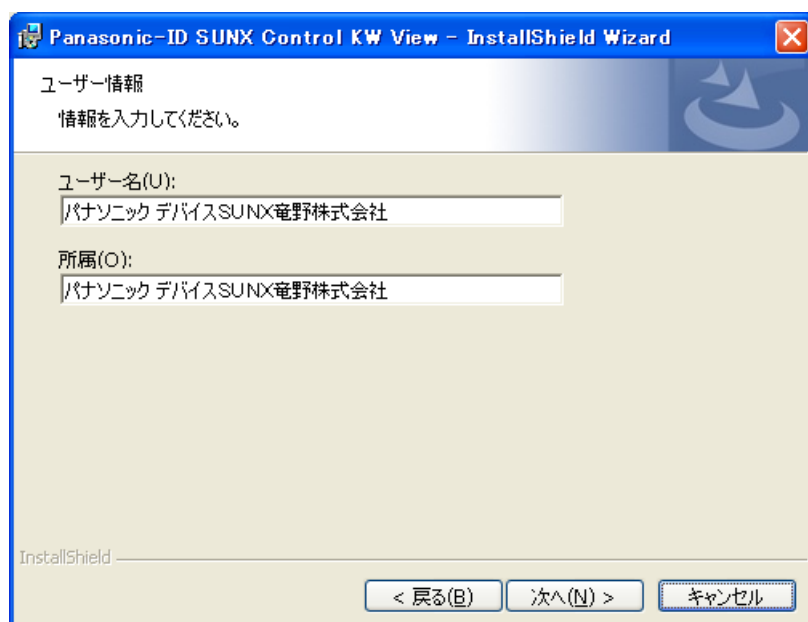 Panasonic-ID SUNX Control KW View - InstallShield Wizard
ユーザー情報
情報を入力してください。
ユーザー名(U):
パナソニック デバイスSUNX竜野株式会社
所属(O):
パナソニック デバイスSUNX竜野株式会社
InstallShield
< 戻る(B)
次へ(N) >
キャンセル